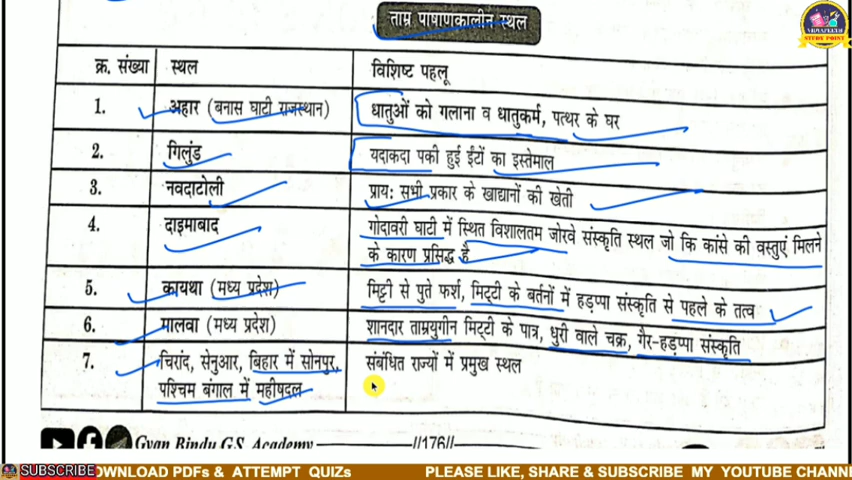 ताम्र पाषाणकालीन स्थल
क्र. संख्या स्थल विशिष्ट पहलू
1. अहार (बनास घाटी राजस्थान) धातुओं को गलाना व धातुकर्म, पत्थर के घर
2. गिलुंड यदाकदा पकी हुई ईंटों का इस्तेमाल
3. नवदाटोली प्राय: सभी प्रकार के खाद्यानों की खेती
4. दाइमाबाद गोदावरी घाटी में स्थित विशालतम जोरवे संस्कृति स्थल जो कि कांसे की वस्तुएं मिलने
के कारण प्रसिद्ध है
5. कायथा (मध्य प्रदेश) मिट्टी से पुते फर्श, मिट्टी के बर्तनों में हड़प्पा संस्कृति से पहले के तत्व
6. मालवा (मध्य प्रदेश) शानदार ताम्रयुगीन मिट्टी के पात्र, धुरी वाले चक्र, गैर-हड़प्पा संस्कृति
7. चिरांद, सेनुआर, बिहार में सोनपुर, संबंधित राज्यों में प्रमुख स्थल
पश्चिम बंगाल में महीषदल
Gyan Bindu G.S. Academy //176//
SUBSCRIBE DOWNLOAD PDFs & ATTEMPT QUIZs PLEASE LIKE, SHARE & SUBSCRIBE MY YOUTUBE CHANN
STUDY POINT